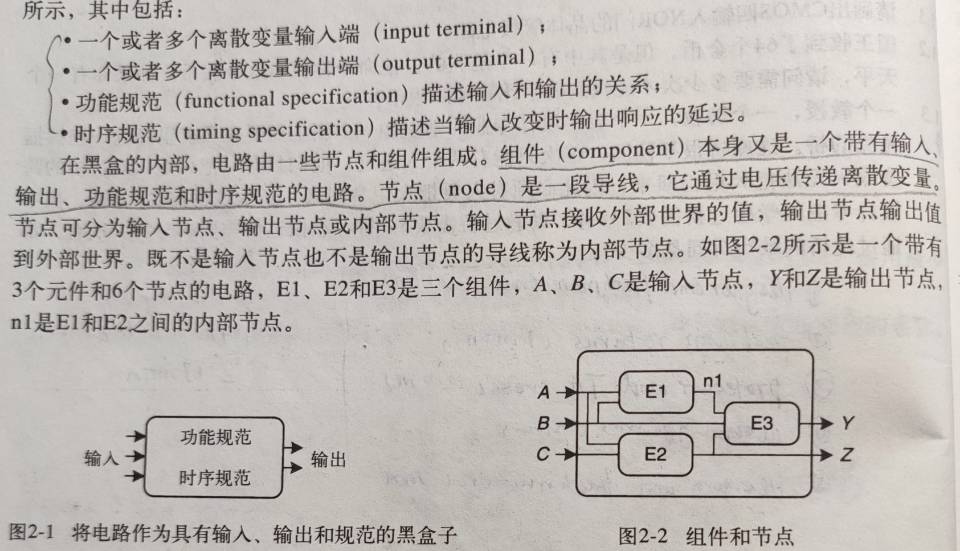 所示，其中包括：
• 一个或者多个离散变量输入端（input terminal）；
• 一个或者多个离散变量输出端（output terminal）；
• 功能规范（functional specification）描述输入和输出的关系；
• 时序规范（timing specification）描述当输入改变时输出响应的延迟。
在黑盒的内部，电路由一些节点和组件组成。组件（component）本身又是一个带有输入、
输出、功能规范和时序规范的电路。节点（node）是一段导线，它通过电压传递离散变量。
节点可分为输入节点、输出节点或内部节点。输入节点接收外部世界的值，输出节点输出值
到外部世界。既不是输入节点也不是输出节点的导线称为内部节点。如图2-2所示是一个带有
3个元件和6个节点的电路，E1、E2和E3是三个组件，A、B、C是输入节点，Y和Z是输出节点，
n1是E1和E2之间的内部节点。
输入
功能规范
时序规范
输出
A
B
C
E1
n1
E2
E3
Y
Z
图2-1 将电路作为具有输入、输出和规范的黑盒子
图2-2 组件和节点